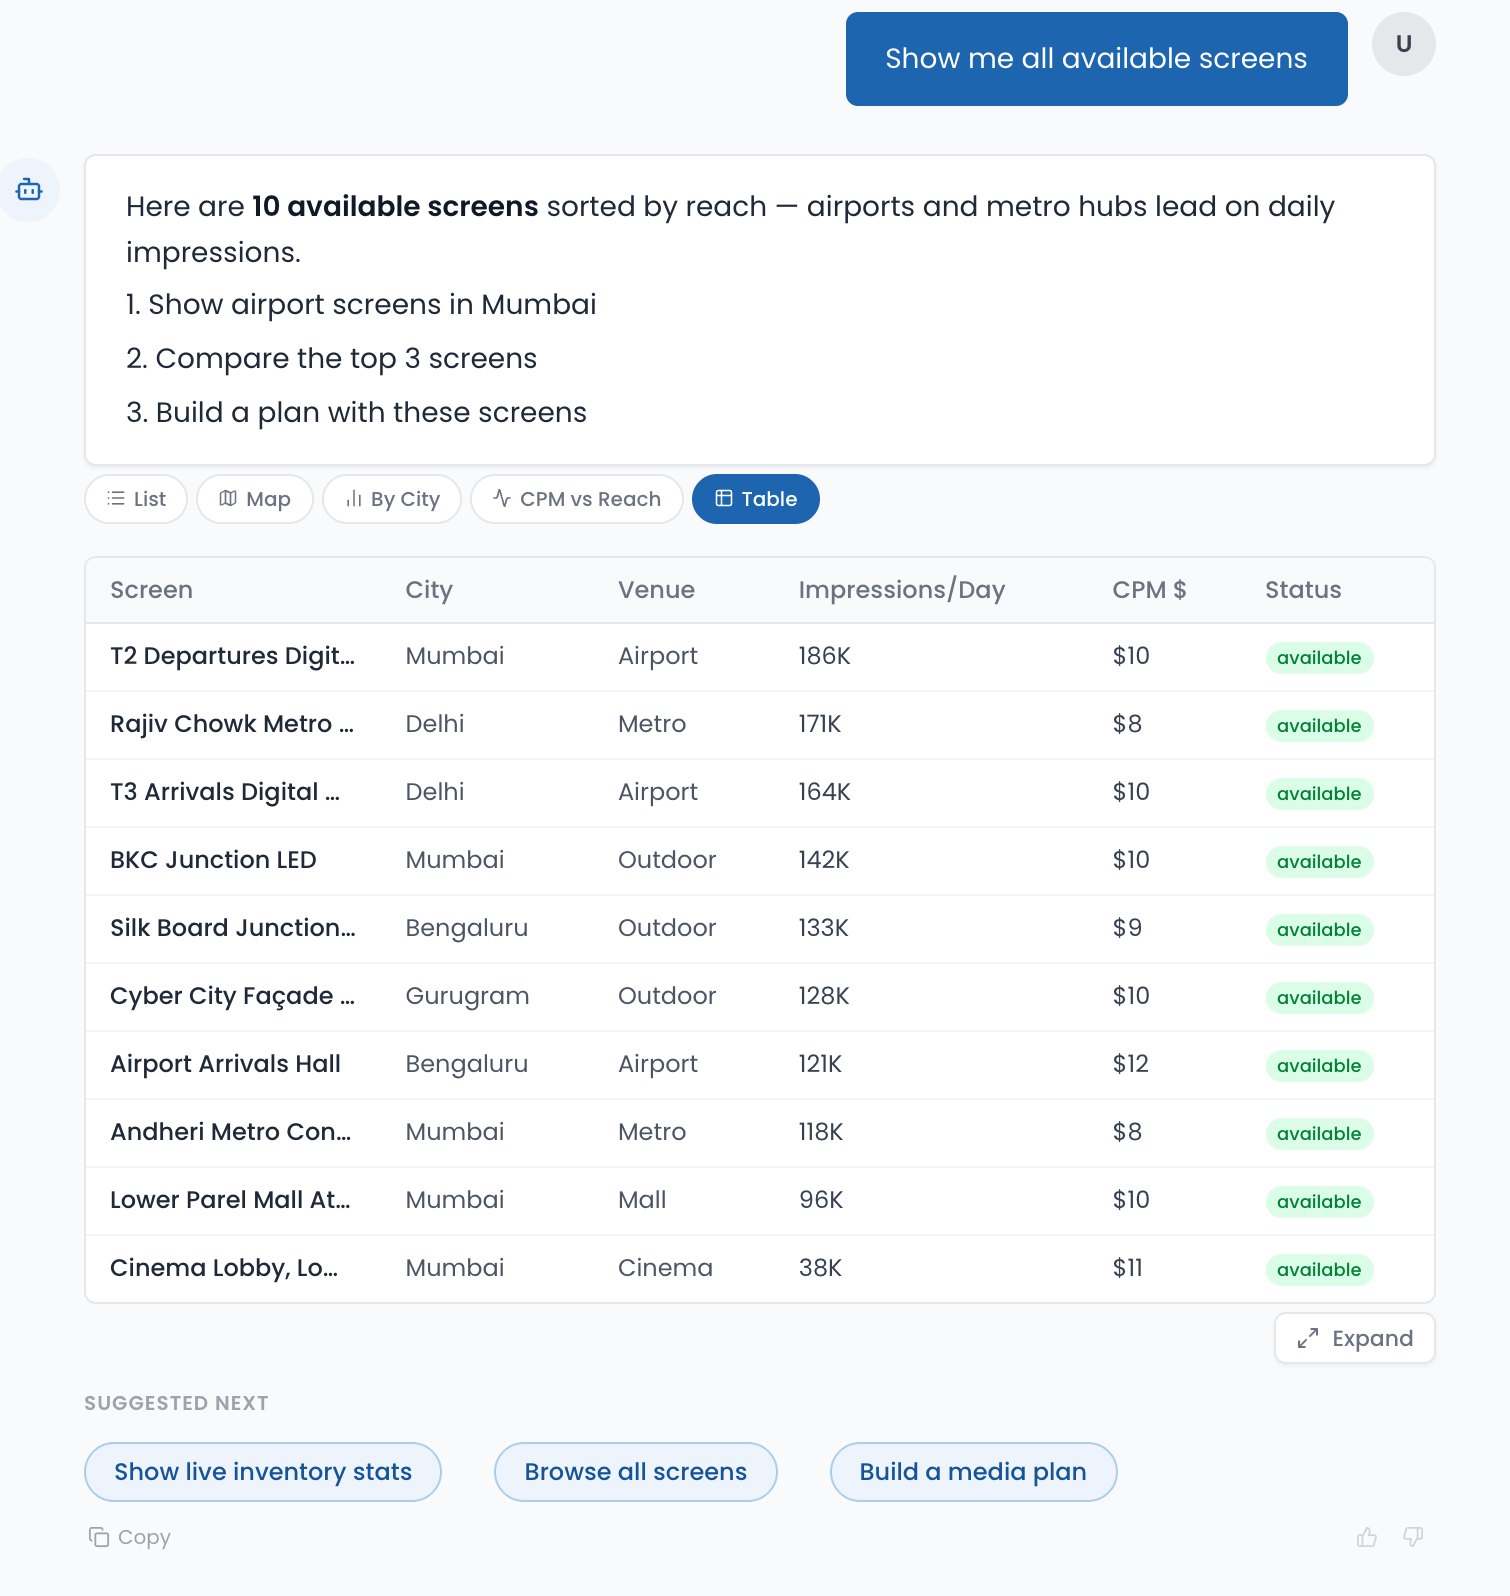 Show me all available screens
U
Here are 10 available screens sorted by reach — airports and metro hubs lead on daily
impressions.
1. Show airport screens in Mumbai
2. Compare the top 3 screens
3. Build a plan with these screens
List Map By City CPM vs Reach Table
Screen City Venue Impressions/Day CPM $ Status
T2 Departures Digit... Mumbai Airport 186K $10 available
Rajiv Chowk Metro ... Delhi Metro 171K $8 available
T3 Arrivals Digital ... Delhi Airport 164K $10 available
BKC Junction LED Mumbai Outdoor 142K $10 available
Silk Board Junction... Bengaluru Outdoor 133K $9 available
Cyber City Façade ... Gurugram Outdoor 128K $10 available
Airport Arrivals Hall Bengaluru Airport 121K $12 available
Andheri Metro Con... Mumbai Metro 118K $8 available
Lower Parel Mall At... Mumbai Mall 96K $10 available
Cinema Lobby, Lo... Mumbai Cinema 38K $11 available
Expand
SUGGESTED NEXT
Show live inventory stats Browse all screens Build a media plan
Copy